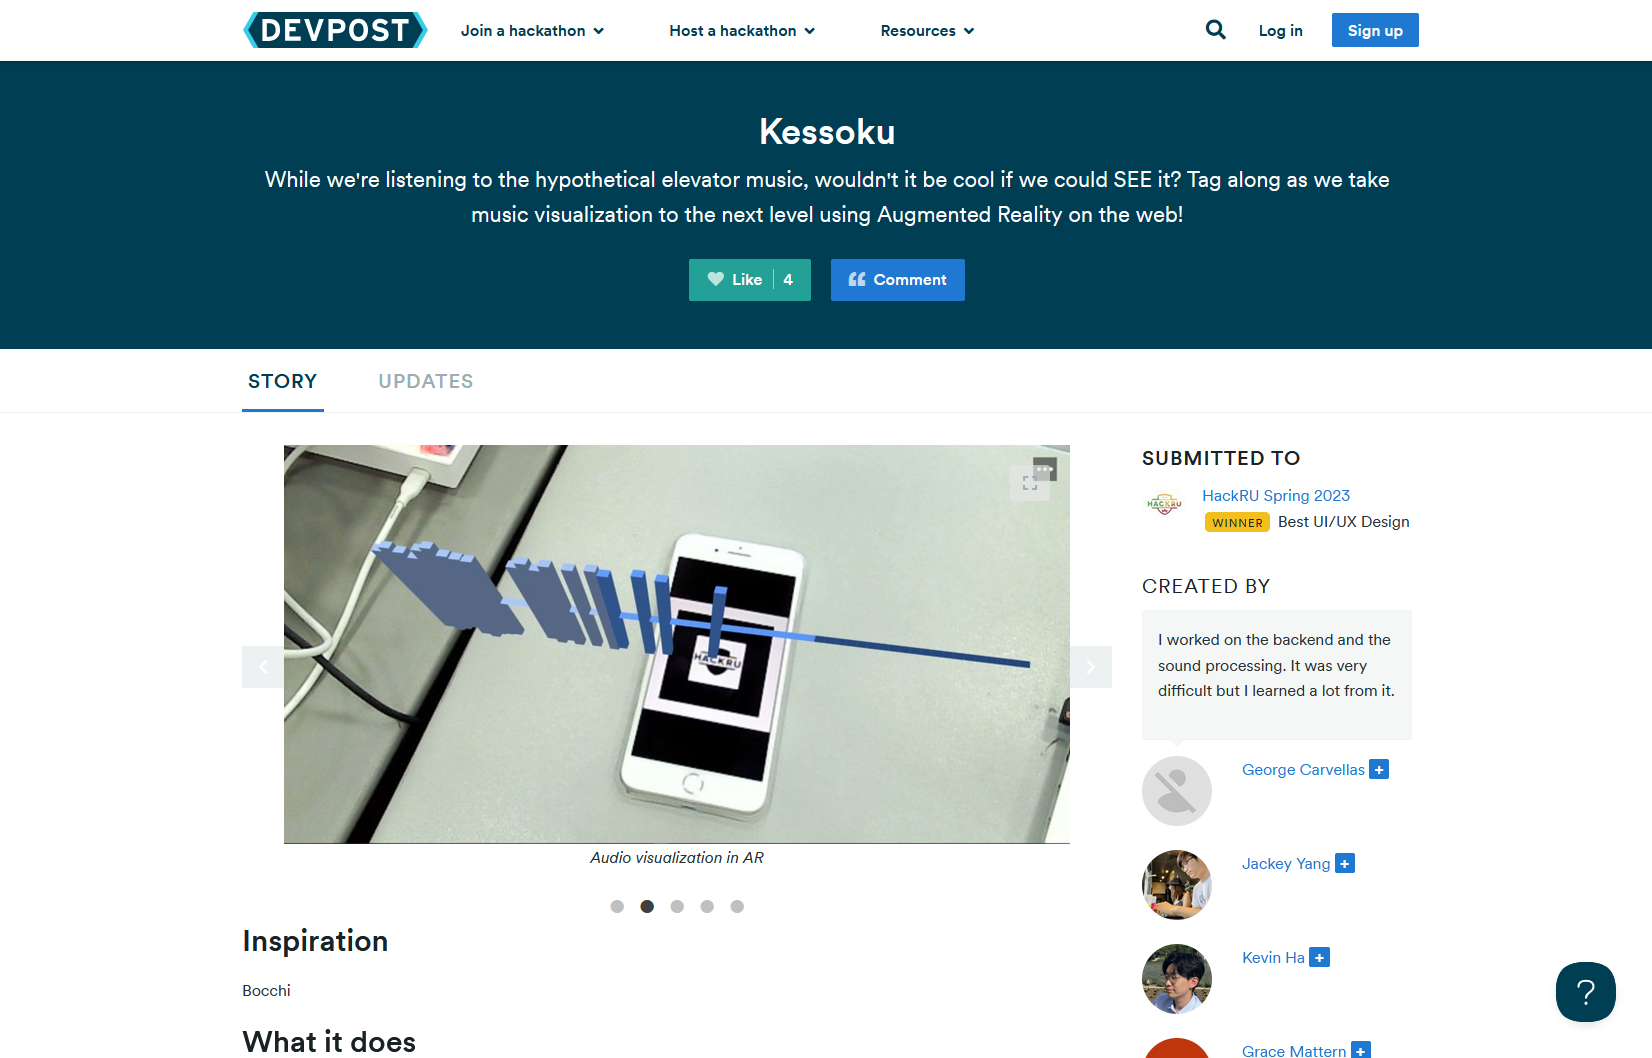 DEVPOST
Join a hackathon
Host a hackathon
Resources
Log in
Sign up
Kessoku
While we're listening to the hypothetical elevator music, wouldn't it be cool if we could SEE it? Tag along as we take
music visualization to the next level using Augmented Reality on the web!
Like 4
Comment
STORY
UPDATES
HACKRU
Audio visualization in AR
Inspiration
Bocchi
What it does
SUBMITTED TO
HACKRU
HackRU Spring 2023
WINNER Best UI/UX Design
CREATED BY
I worked on the backend and the
sound processing. It was very
difficult but I learned a lot from it.
George Carvellas +
Jackey Yang +
Kevin Ha +
Grace Mattern +
?